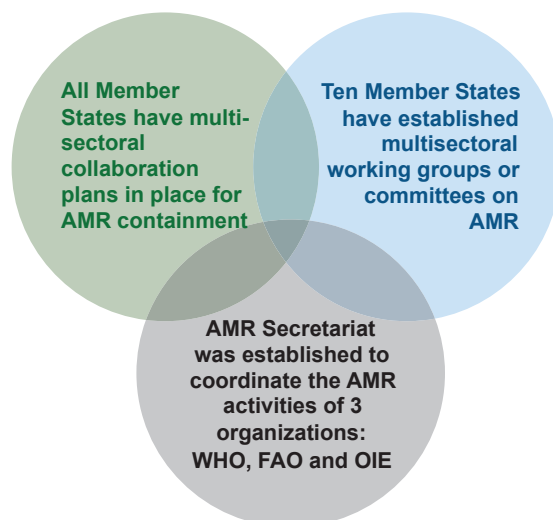 All Member
States have multi-
sectoral
collaboration
plans in place for
AMR containment
Ten Member States
have established
multisectoral
working groups or
committees on
AMR
AMR Secretariat
was established to
coordinate the AMR
activities of 3
organizations:
WHO, FAO and OIE